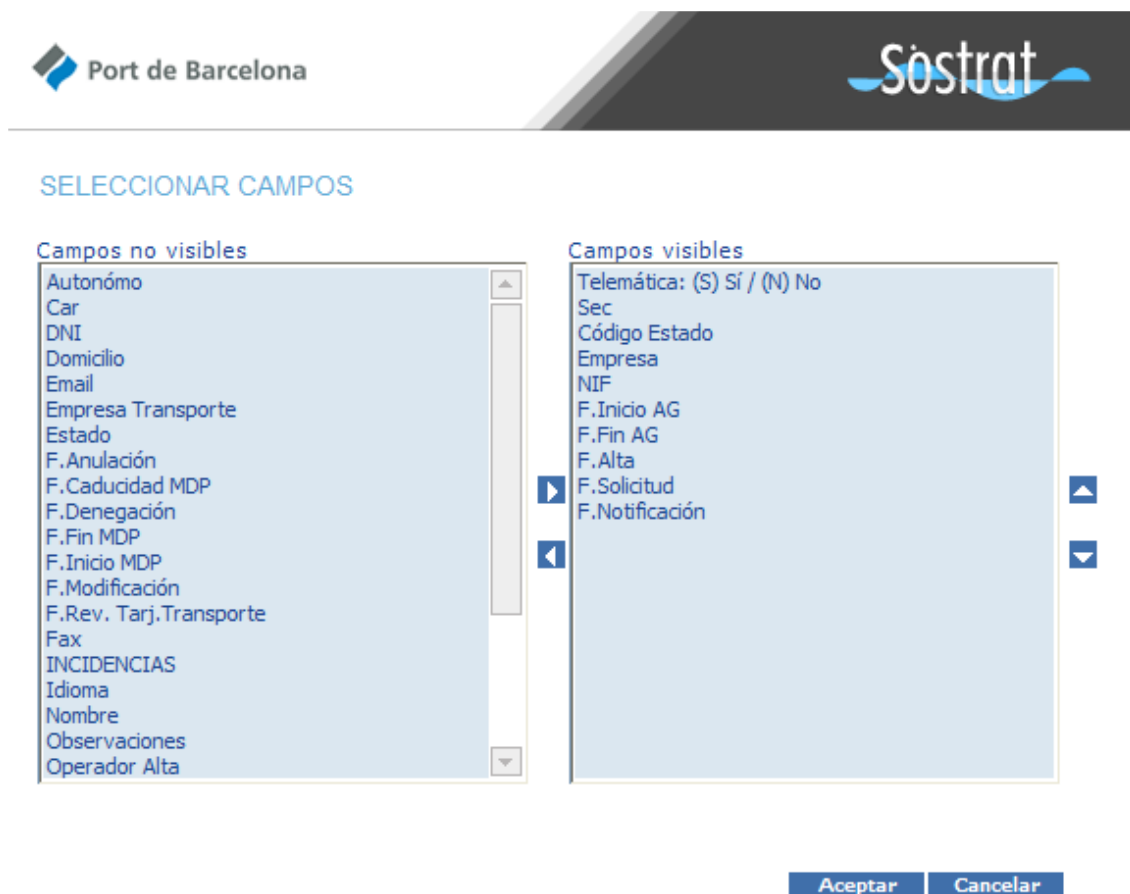 Port de Barcelona
Sòstrat
SELECCIONAR CAMPOS
Campos no visibles
Autonómo
Car
DNI
Domicilio
Email
Empresa Transporte
Estado
F.Anulación
F.Caducidad MDP
F.Denegación
F.Fin MDP
F.Inicio MDP
F.Modificación
F.Rev. Tarj.Transporte
Fax
INCIDENCIAS
Idioma
Nombre
Observaciones
Operador Alta
Campos visibles
Telemática: (S) Sí / (N) No
Sec
Código Estado
Empresa
NIF
F.Inicio AG
F.Fin AG
F.Alta
F.Solicitud
F.Notificación
Aceptar
Cancelar